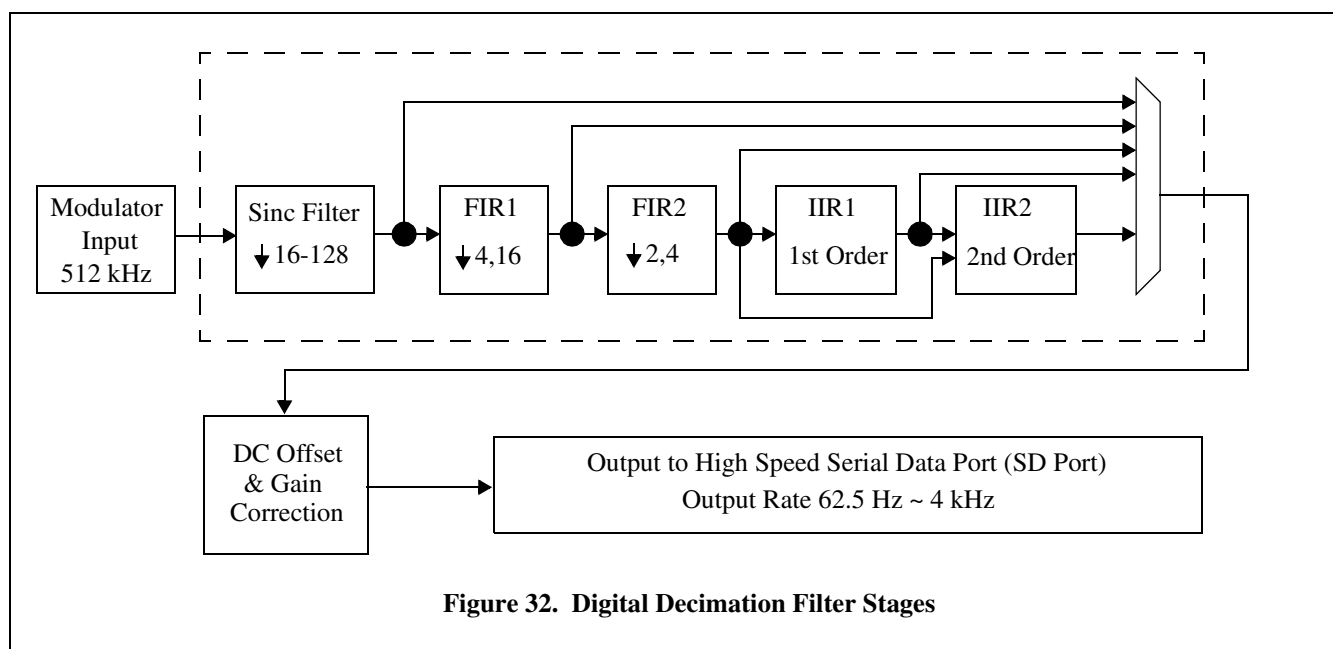 Modulator
Input
512 kHz
Sinc Filter
↓ 16-128
FIR1
↓ 4,16
FIR2
↓ 2,4
IIR1
1st Order
IIR2
2nd Order
DC Offset
& Gain
Correction
Output to High Speed Serial Data Port (SD Port)
Output Rate 62.5 Hz ~ 4 kHz
Figure 32. Digital Decimation Filter Stages